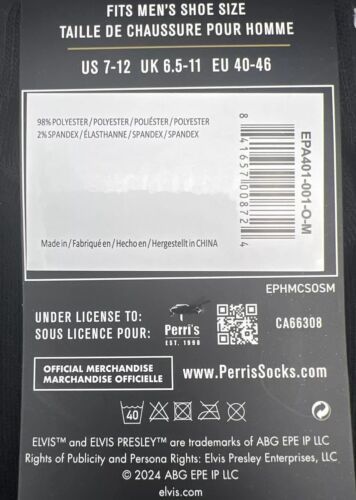 FITS MEN'S SHOE SIZE
TAILLE DE CHAUSSURE POUR HOMME
US 7-12 UK 6.5-11 EU 40-46
98% POLYESTER / POLYESTER / POLIÉSTER / POLYESTER
2% SPANDEX / ÉLASTHANNE / SPANDEX / SPANDEX
Made in / Fabriqué en / Hecho en / Hergestellt in CHINA
8 41657 00872 4
EPA401-001-O-M
EPHMCSOSM
UNDER LICENSE TO:
SOUS LICENCE POUR:
Perri's
EST. 1968
CA66308
OFFICIAL MERCHANDISE
MARCHANDISE OFFICIELLE
www.PerrisSocks.com
40
ELVIS™ and ELVIS PRESLEY™ are trademarks of ABG EPE IP LLC
Rights of Publicity and Persona Rights: Elvis Presley Enterprises, LLC
© 2024 ABG EPE IP LLC
elvis.com